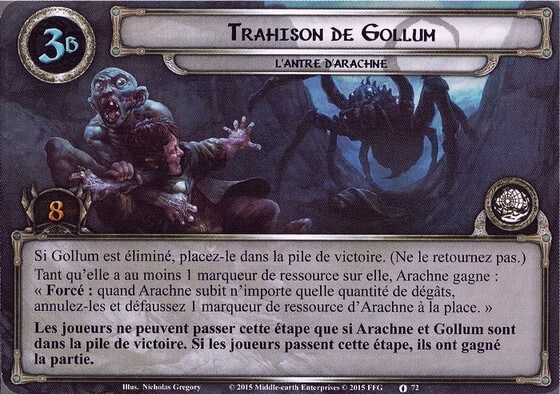 3B
TRAHISON DE GOLLUM
L'ANTRE D'ARACHNE
8
Si Gollum est éliminé, placez-le dans la pile de victoire. (Ne le retournez pas.)
Tant qu'elle a au moins 1 marqueur de ressource sur elle, Arachne gagne :
« Forcé : quand Arachne subit n'importe quelle quantité de dégâts,
annulez-les et défaussez 1 marqueur de ressource d'Arachne à la place. »
Les joueurs ne peuvent passer cette étape que si Arachne et Gollum sont
dans la pile de victoire. Si les joueurs passent cette étape, ils ont gagné
la partie.
Illus. Nicholas Gregory © 2015 Middle-earth Enterprises © 2015 FFG 72